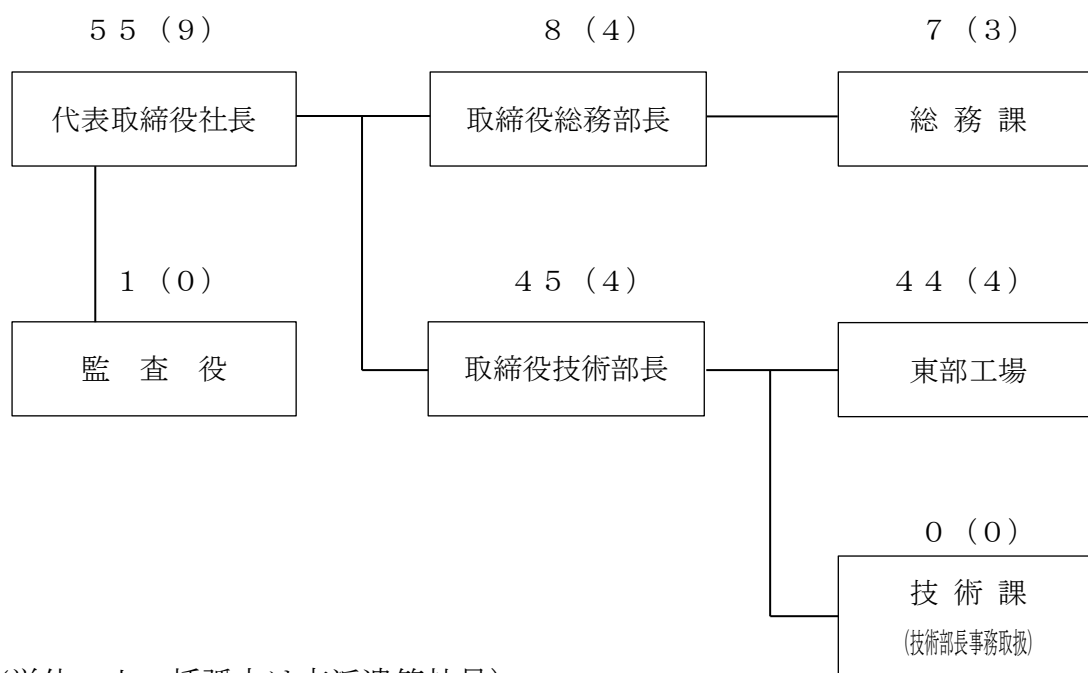 ５５（９）
８（４）
７（３）
代表取締役社長
取締役総務部長
総務課
１（０）
４５（４）
４４（４）
監査役
取締役技術部長
東部工場
０（０）
技術課
(技術部長事務取扱)